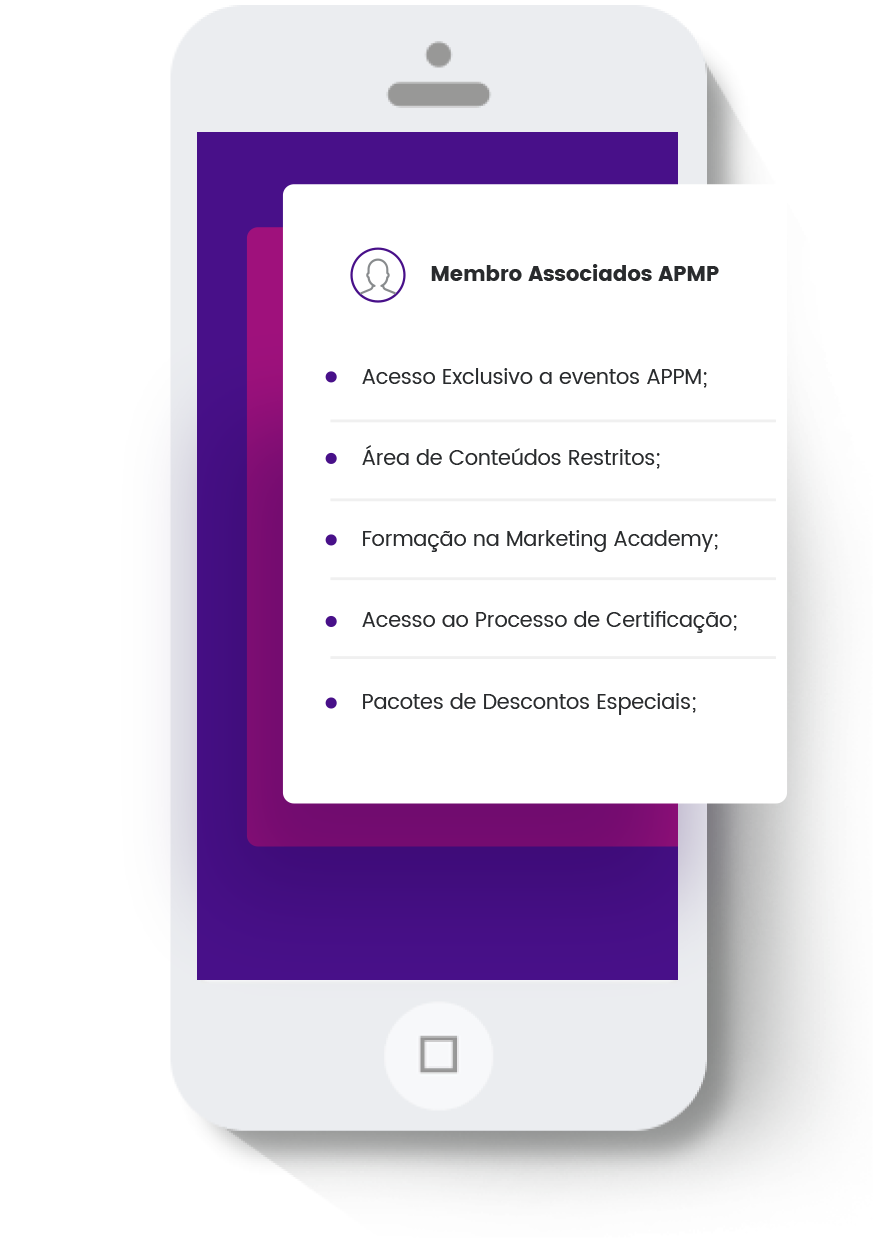 Membro Associados APMP
Acesso Exclusivo a eventos APPM;
Área de Conteúdos Restritos;
Formação na Marketing Academy;
Acesso ao Processo de Certificação;
Pacotes de Descontos Especiais;